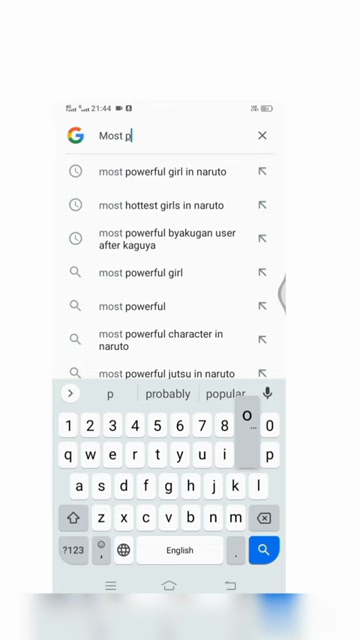 21:44
Most p
most powerful girl in naruto
most hottest girls in naruto
most powerful byakugan user
after kaguya
most powerful girl
most powerful
most powerful character in
naruto
most powerful jutsu in naruto
p probably popular
1 2 3 4 5 6 7 8 o 0
q w e r t y u i p
a s d f g h j k l
z x c v b n m
?123 , English .